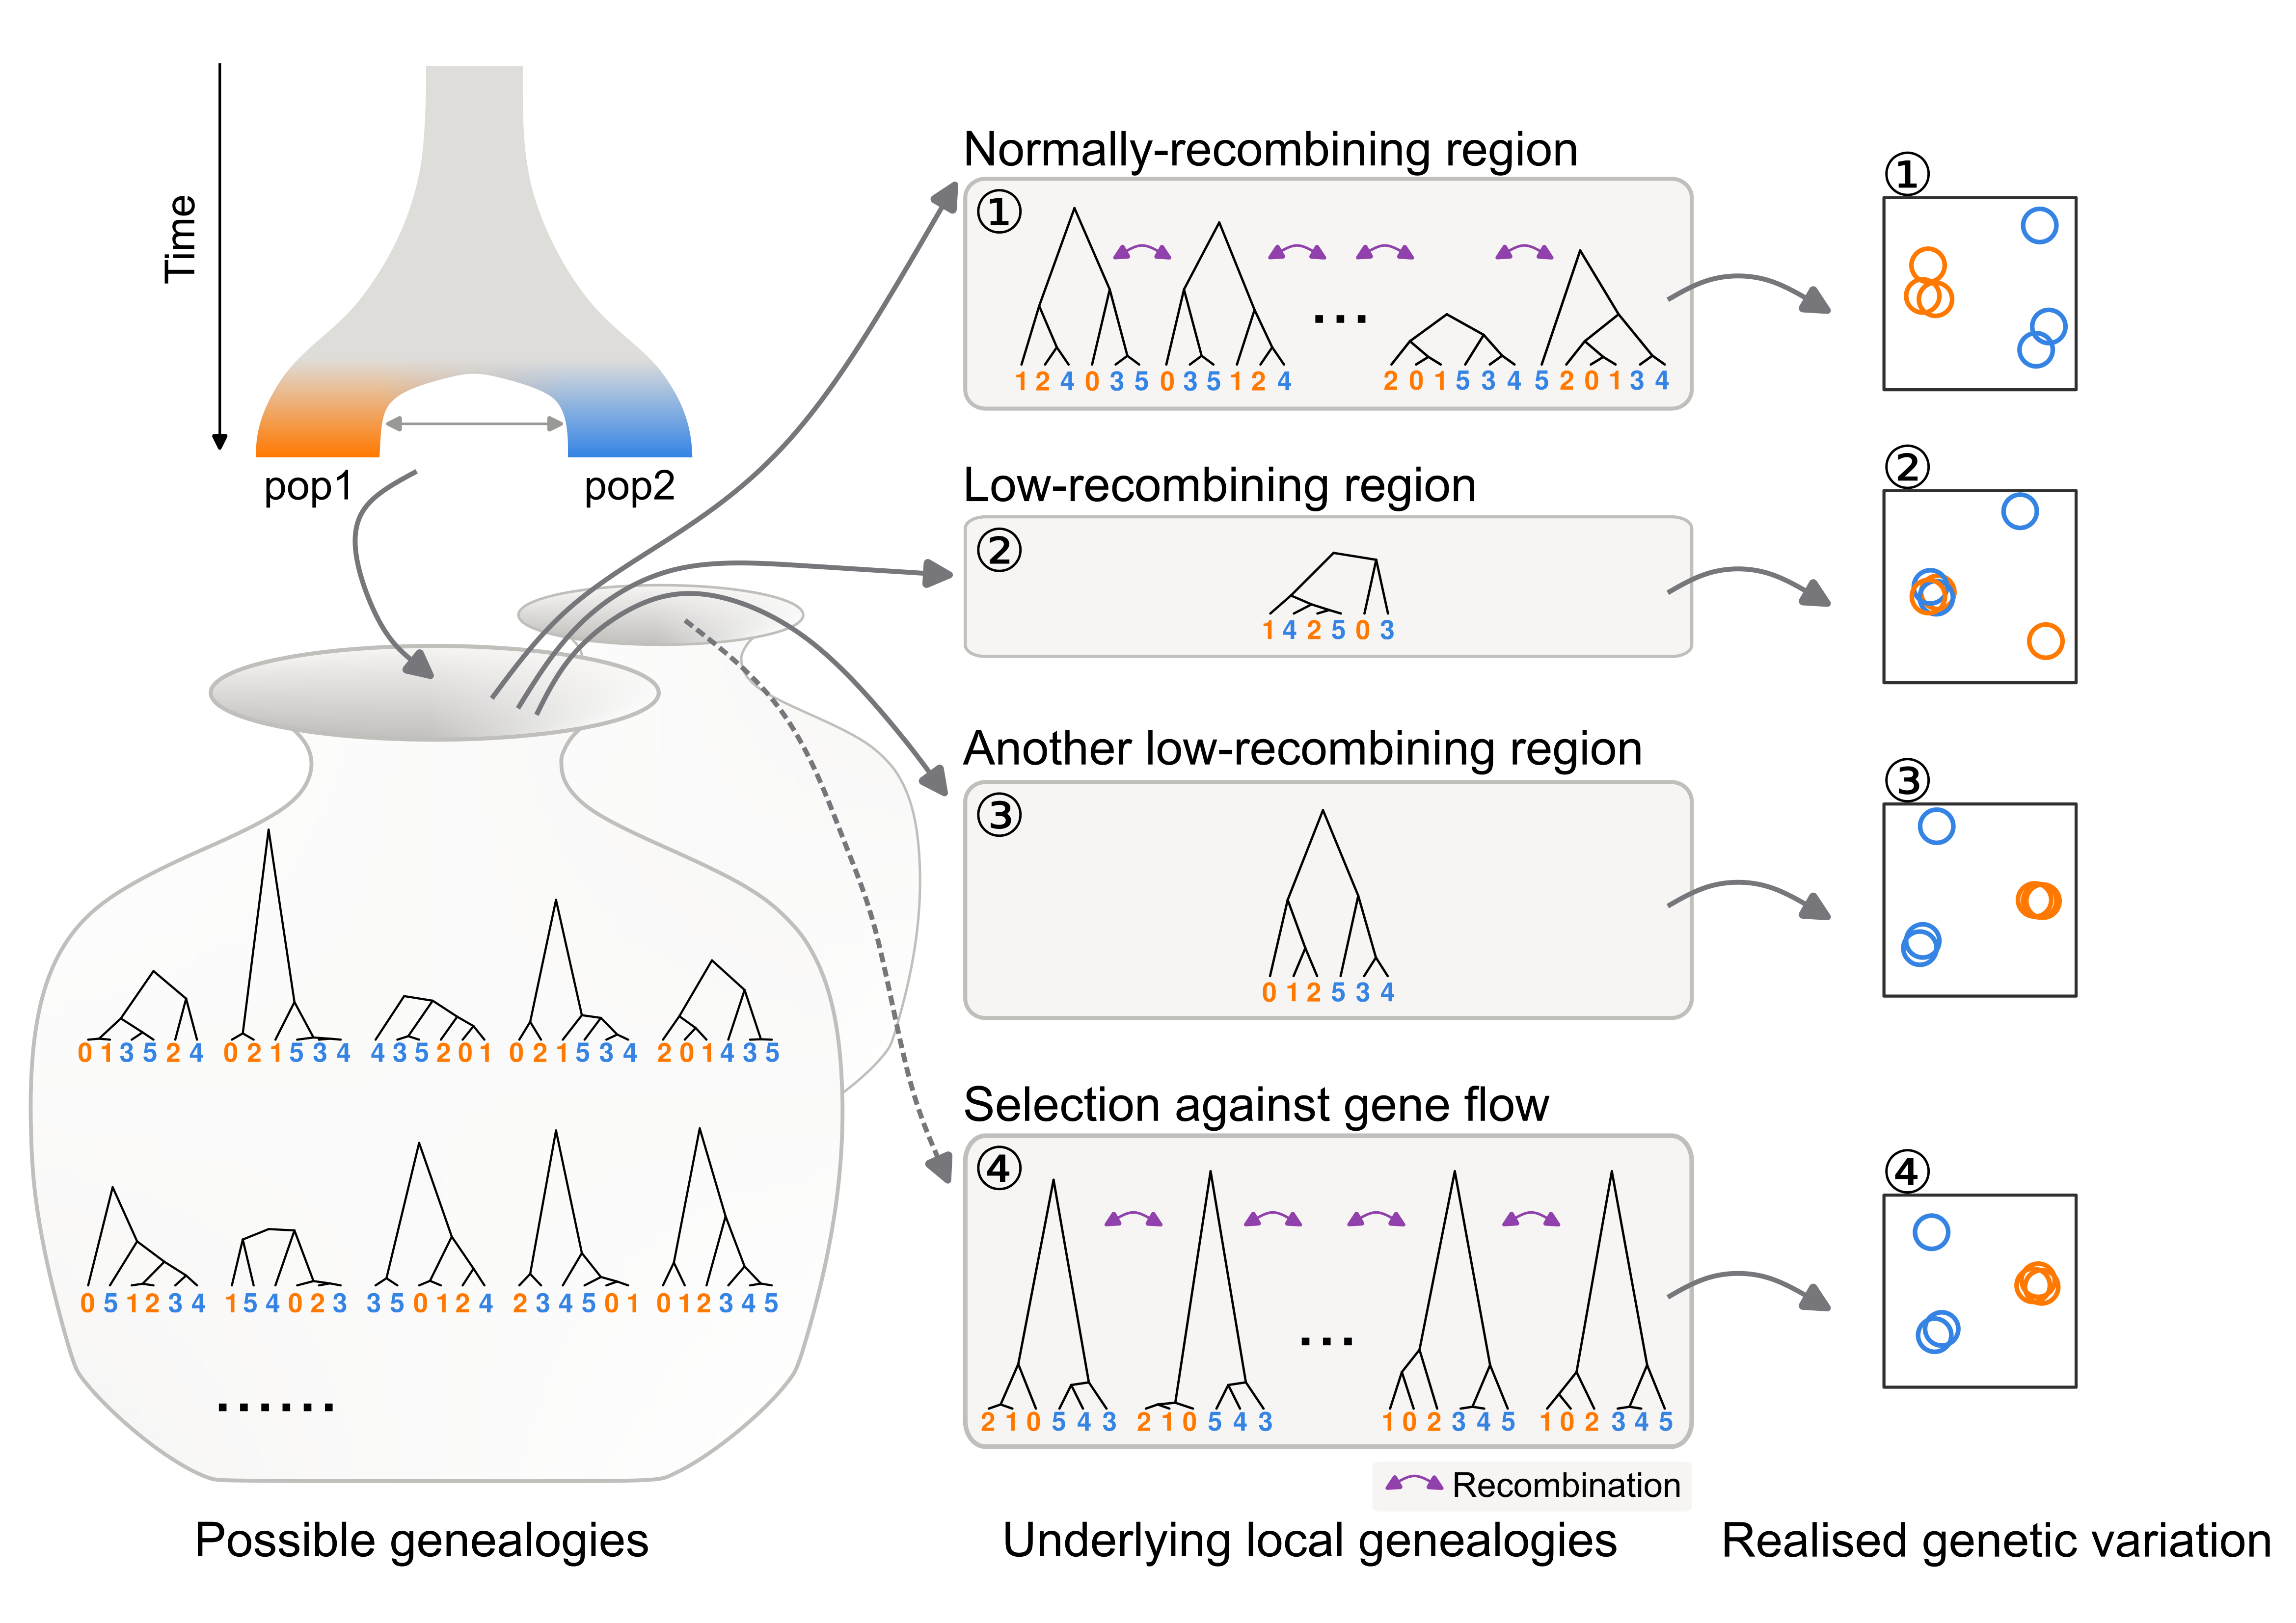 Time
pop1
pop2
Normally-recombining region
①
1 2 4 0 3 5 0 3 5 1 2 4 ... 2 0 1 5 3 4 5 2 0 1 3 4
①
Low-recombining region
②
1 4 2 5 0 3
②
Another low-recombining region
③
0 1 2 5 3 4
③
Selection against gene flow
④
2 1 0 5 4 3 2 1 0 5 4 3 ... 1 0 2 3 4 5 1 0 2 3 4 5
④
Recombination
0 1 3 5 2 4 0 2 1 5 3 4 4 3 5 2 0 1 0 2 1 5 3 4 2 0 1 4 3 5
0 5 1 2 3 4 1 5 4 0 2 3 3 5 0 1 2 4 2 3 4 5 0 1 0 1 2 3 4 5
......
Possible genealogies
Underlying local genealogies
Realised genetic variation